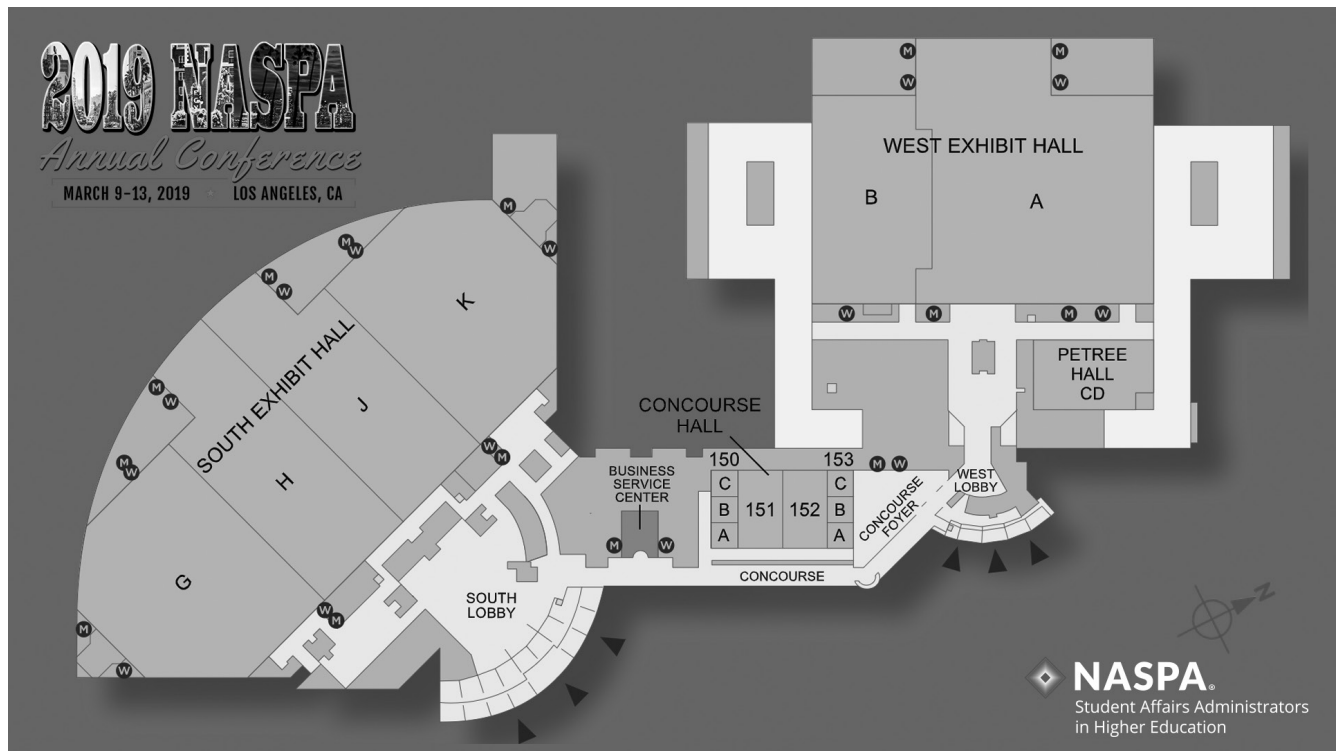 2019 NASPA
Annual Conference
MARCH 9-13, 2019 LOS ANGELES, CA
M
M
W
W
WEST EXHIBIT HALL
B
A
M
W
M
W
M
W
K
W
M
M
W
SOUTH EXHIBIT HALL
J
PETREE
HALL
CD
M
W
CONCOURSE
HALL
W
M
M
W
H
BUSINESS
SERVICE
CENTER
150
153
M
W
C
B
A
151
152
C
B
A
WEST
LOBBY
CONCOURSE
FOYER
M
W
CONCOURSE
G
SOUTH
LOBBY
W
M
M
W
N
NASPA®
Student Affairs Administrators
in Higher Education